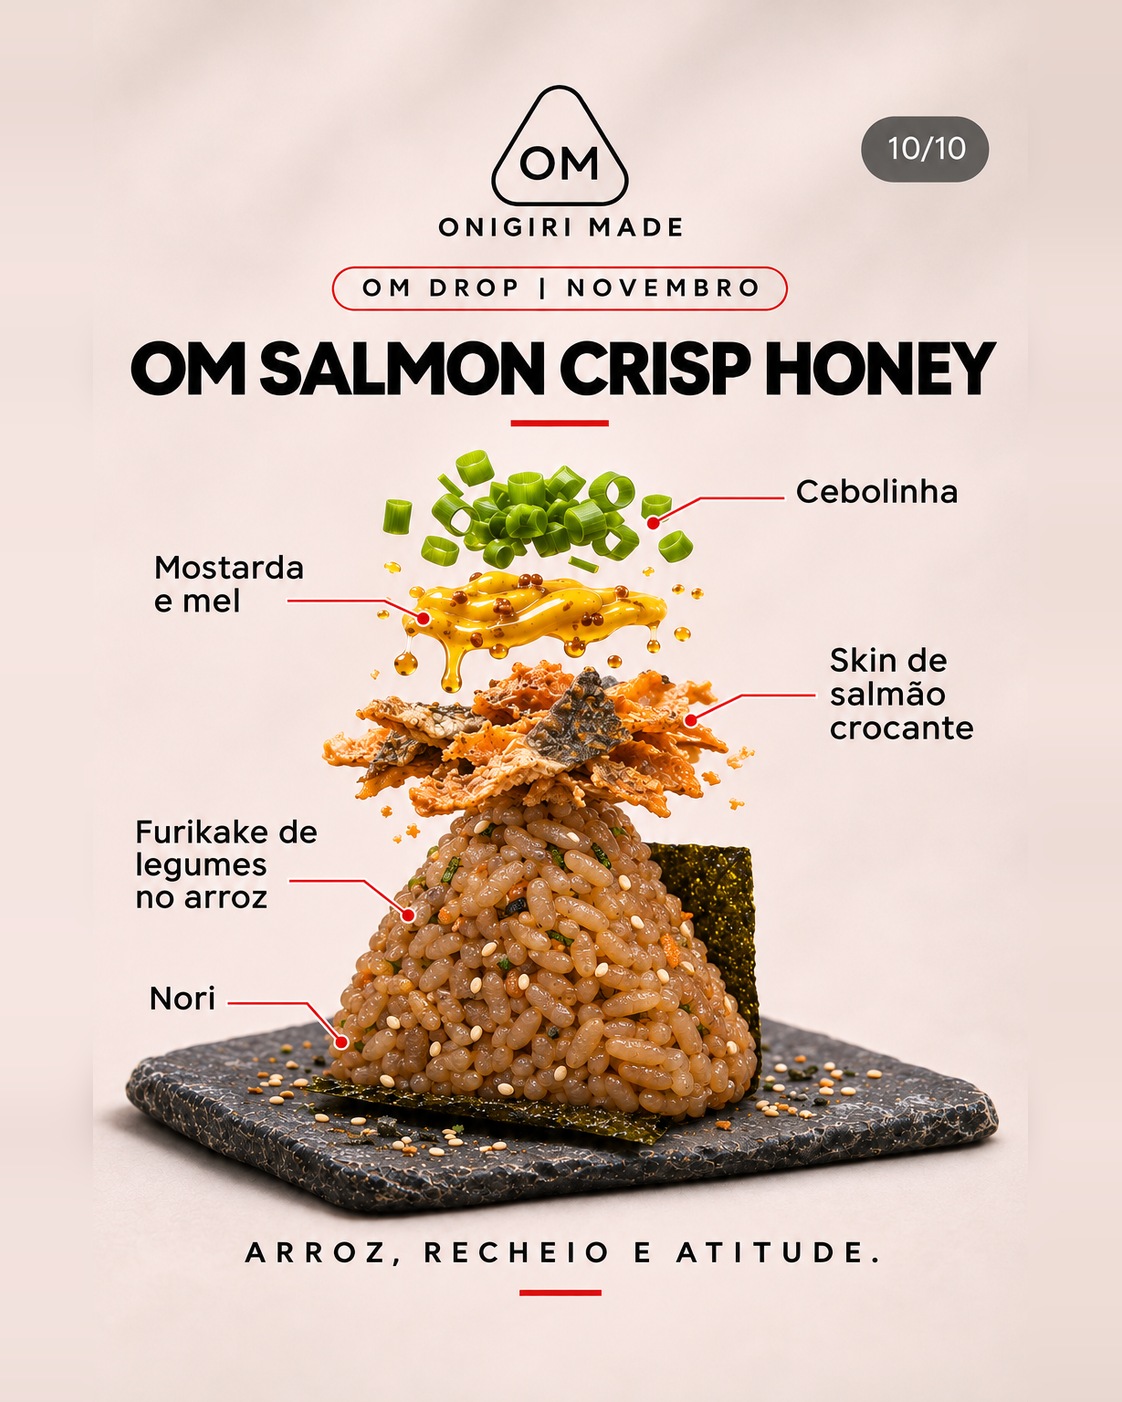 OM
ONIGIRI MADE
10/10
OM DROP | NOVEMBRO
OM SALMON CRISP HONEY
Cebolinha
Mostarda
e mel
Skin de
salmão
crocante
Furikake de
legumes
no arroz
Nori
ARROZ, RECHEIO E ATITUDE.